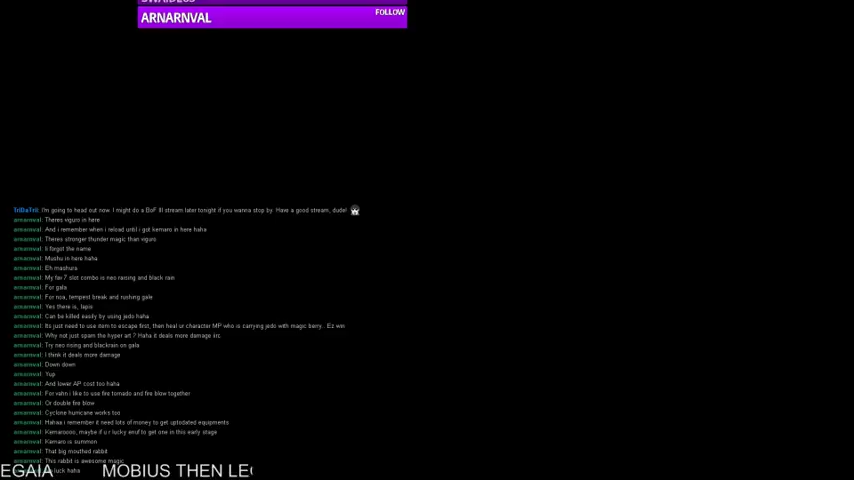 ARNARNVAL
FOLLOW
TriDaTrii: I'm going to head out now. I might do a BoF III stream later tonight if you wanna stop by. Have a good stream, dude!
arnarnval: Theres viguro in here
arnarnval: And i remember when i reload until i got kemaro in here haha
arnarnval: Theres stronger thunder magic than viguro
arnarnval: Ii forgot the name
arnarnval: Mushu in here haha
arnarnval: Eh mashura
arnarnval: My fav 7 slot combo is neo raising and black rain
arnarnval: For gala
arnarnval: For noa, tempest break and rushing gale
arnarnval: Yes there is, lapis
arnarnval: Can be killed easily by using jedo haha
arnarnval: Its just need to use item to escape first, then heal ur character MP who is carrying jedo with magic berry.. Ez win
arnarnval: Why not just spam the hyper art ? Haha it deals more damage iirc
arnarnval: Try neo rising and blackrain on gala
arnarnval: I think it deals more damage
arnarnval: Down down
arnarnval: Yup
arnarnval: And lower AP cost too haha
arnarnval: For vahn i like to use fire tornado and fire blow together
arnarnval: Or double fire blow
arnarnval: Cyclone hurricane works too
arnarnval: Hahaa i remember it need lots of money to get uptodated equipments
arnarnval: Kemaroooo, maybe if u r lucky enuf to get one in this early stage
arnarnval: Kemaro is summon
arnarnval: That big mouthed rabbit
arnarnval: This rabbit is awesome magic
luck haha
EGAIA MOBIUS THEN LE